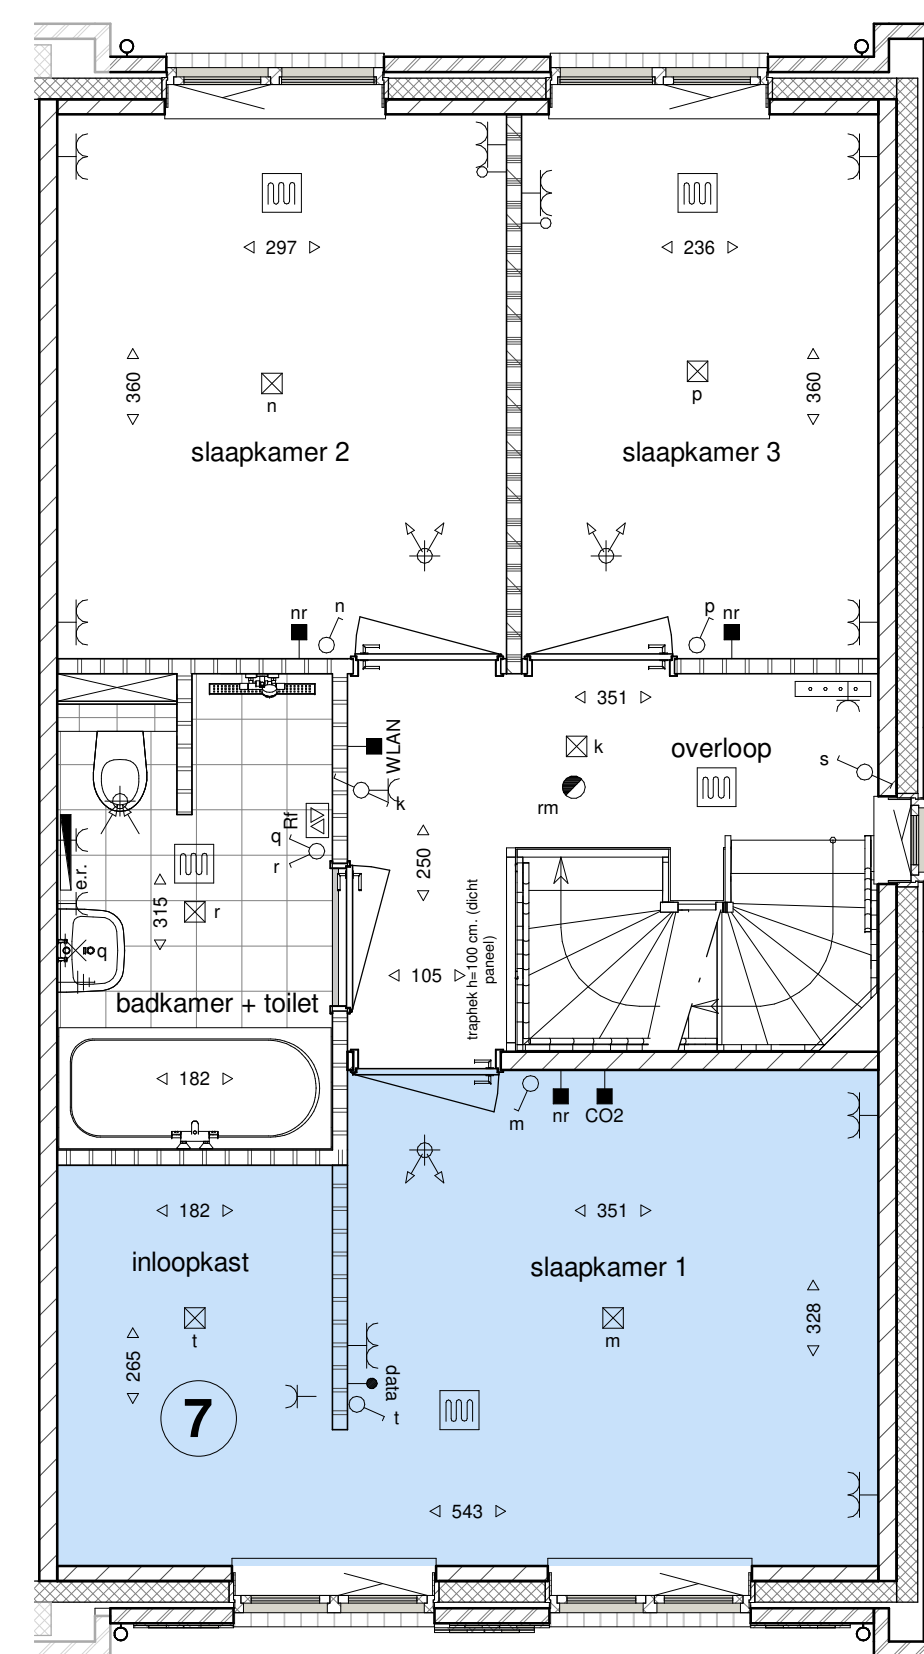 297
236
360
360
n
p
slaapkamer 2
slaapkamer 3
nr
n
p
nr
351
WLAN
k
overloop
s
k
rm
Rf
q
r
250
e.r.
315
r
q
105
traphek h=100 cm. (dicht
paneel)
badkamer + toilet
182
m
nr
CO2
182
351
inloopkast
slaapkamer 1
t
m
265
328
data
t
7
543